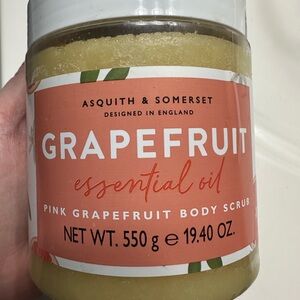 ASQUITH & SOMERSET
DESIGNED IN ENGLAND
GRAPEFRUIT
essential oil
PINK GRAPEFRUIT BODY SCRUB
NET WT. 550 g e 19.40 OZ.